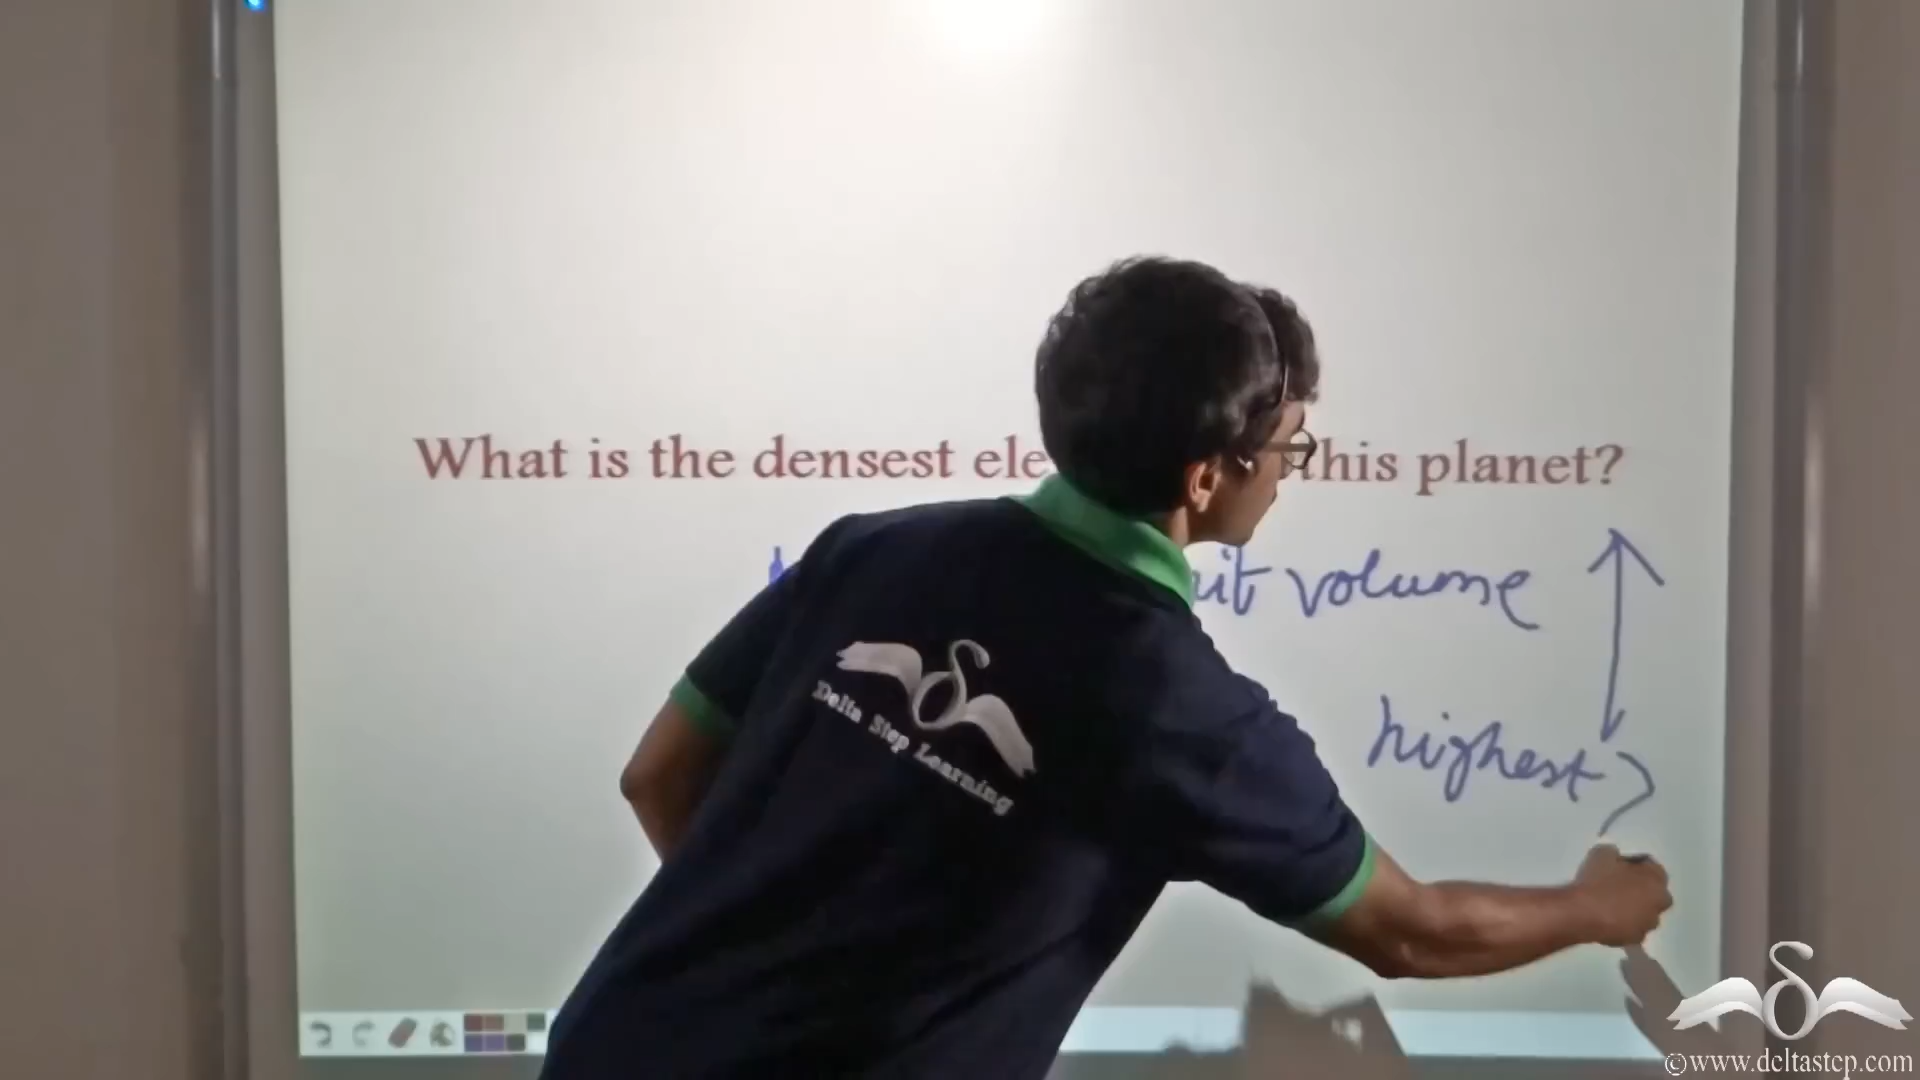 What is the densest ele this planet?
it volume
highest ?
Delta Step Learning
©www.deltastep.com